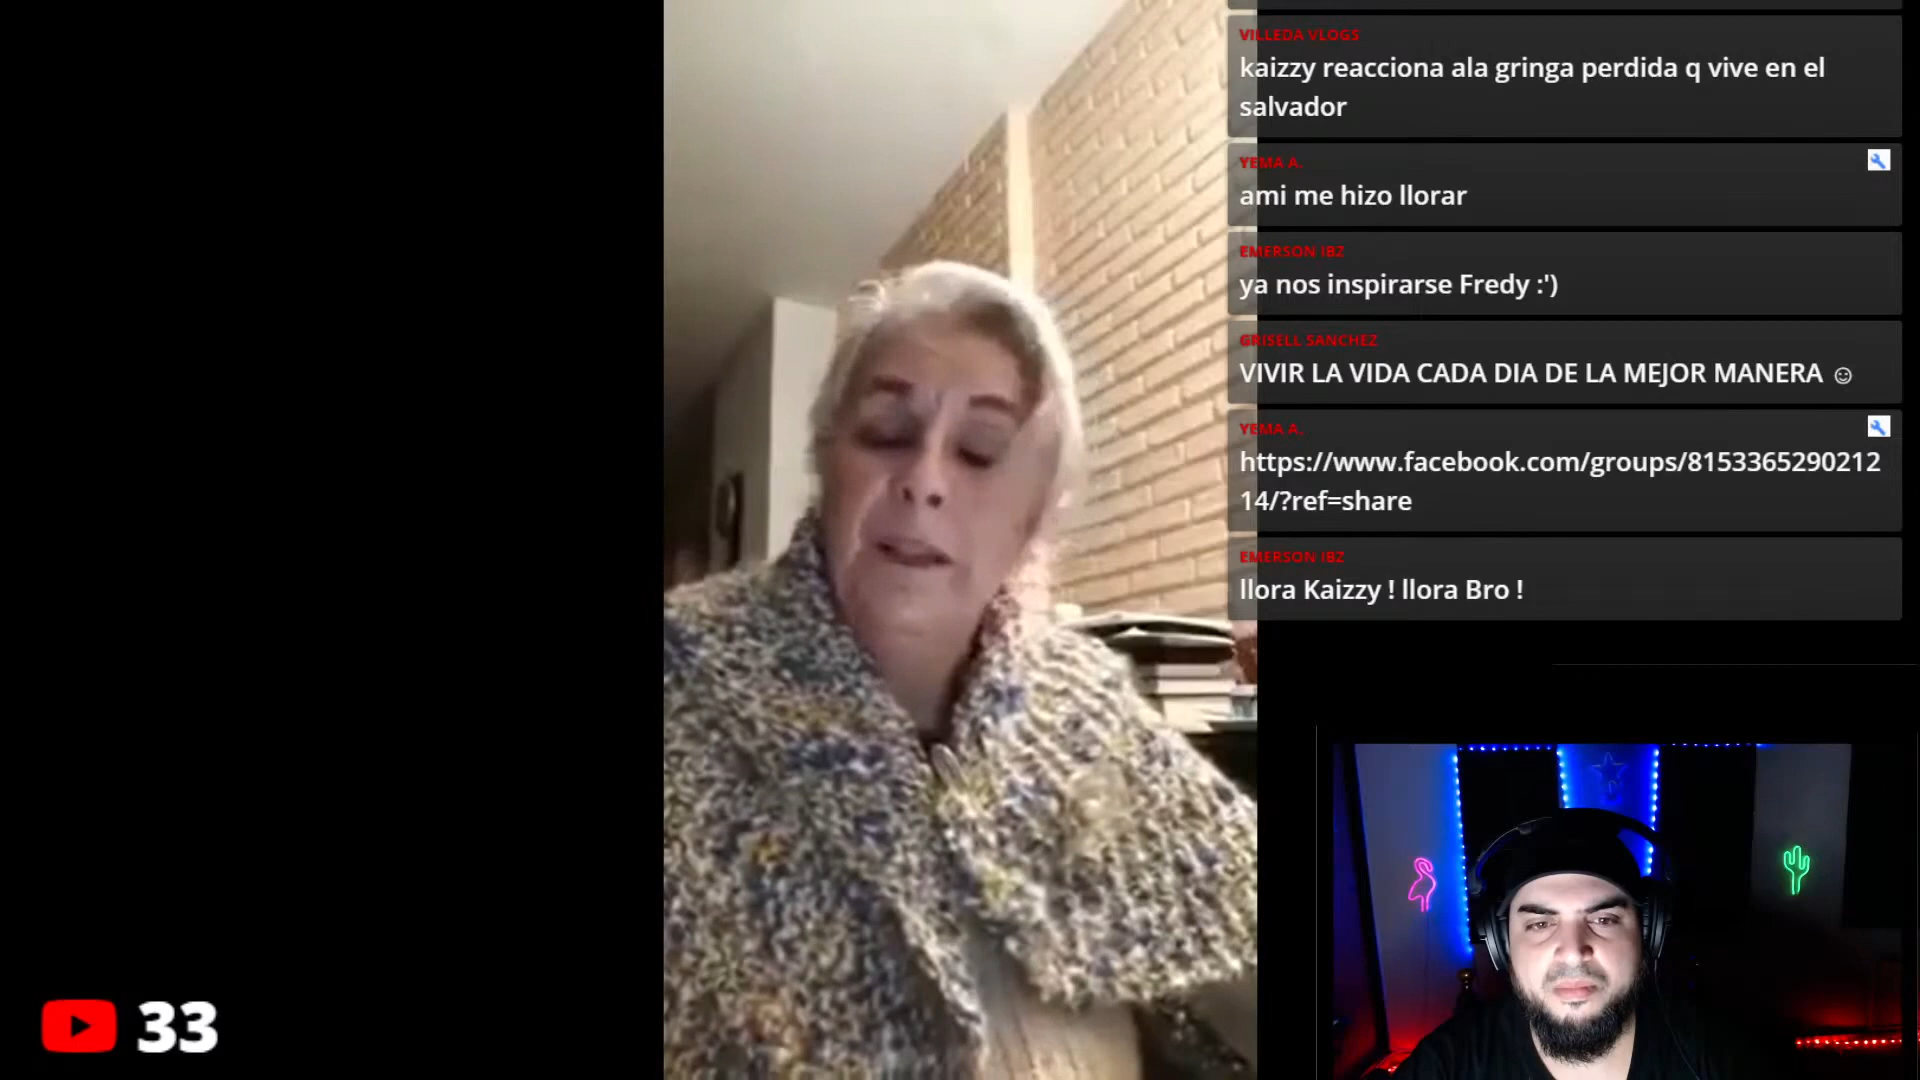 VILLEDA VLOGS
kaizzy reacciona ala gringa perdida q vive en el
salvador
YEMA A.
ami me hizo llorar
EMERSON IBZ
ya nos inspirarse Fredy :')
GRISELL SANCHEZ
VIVIR LA VIDA CADA DIA DE LA MEJOR MANERA ☺
YEMA A.
https://www.facebook.com/groups/8153365290212
14/?ref=share
EMERSON IBZ
llora Kaizzy ! llora Bro !
33